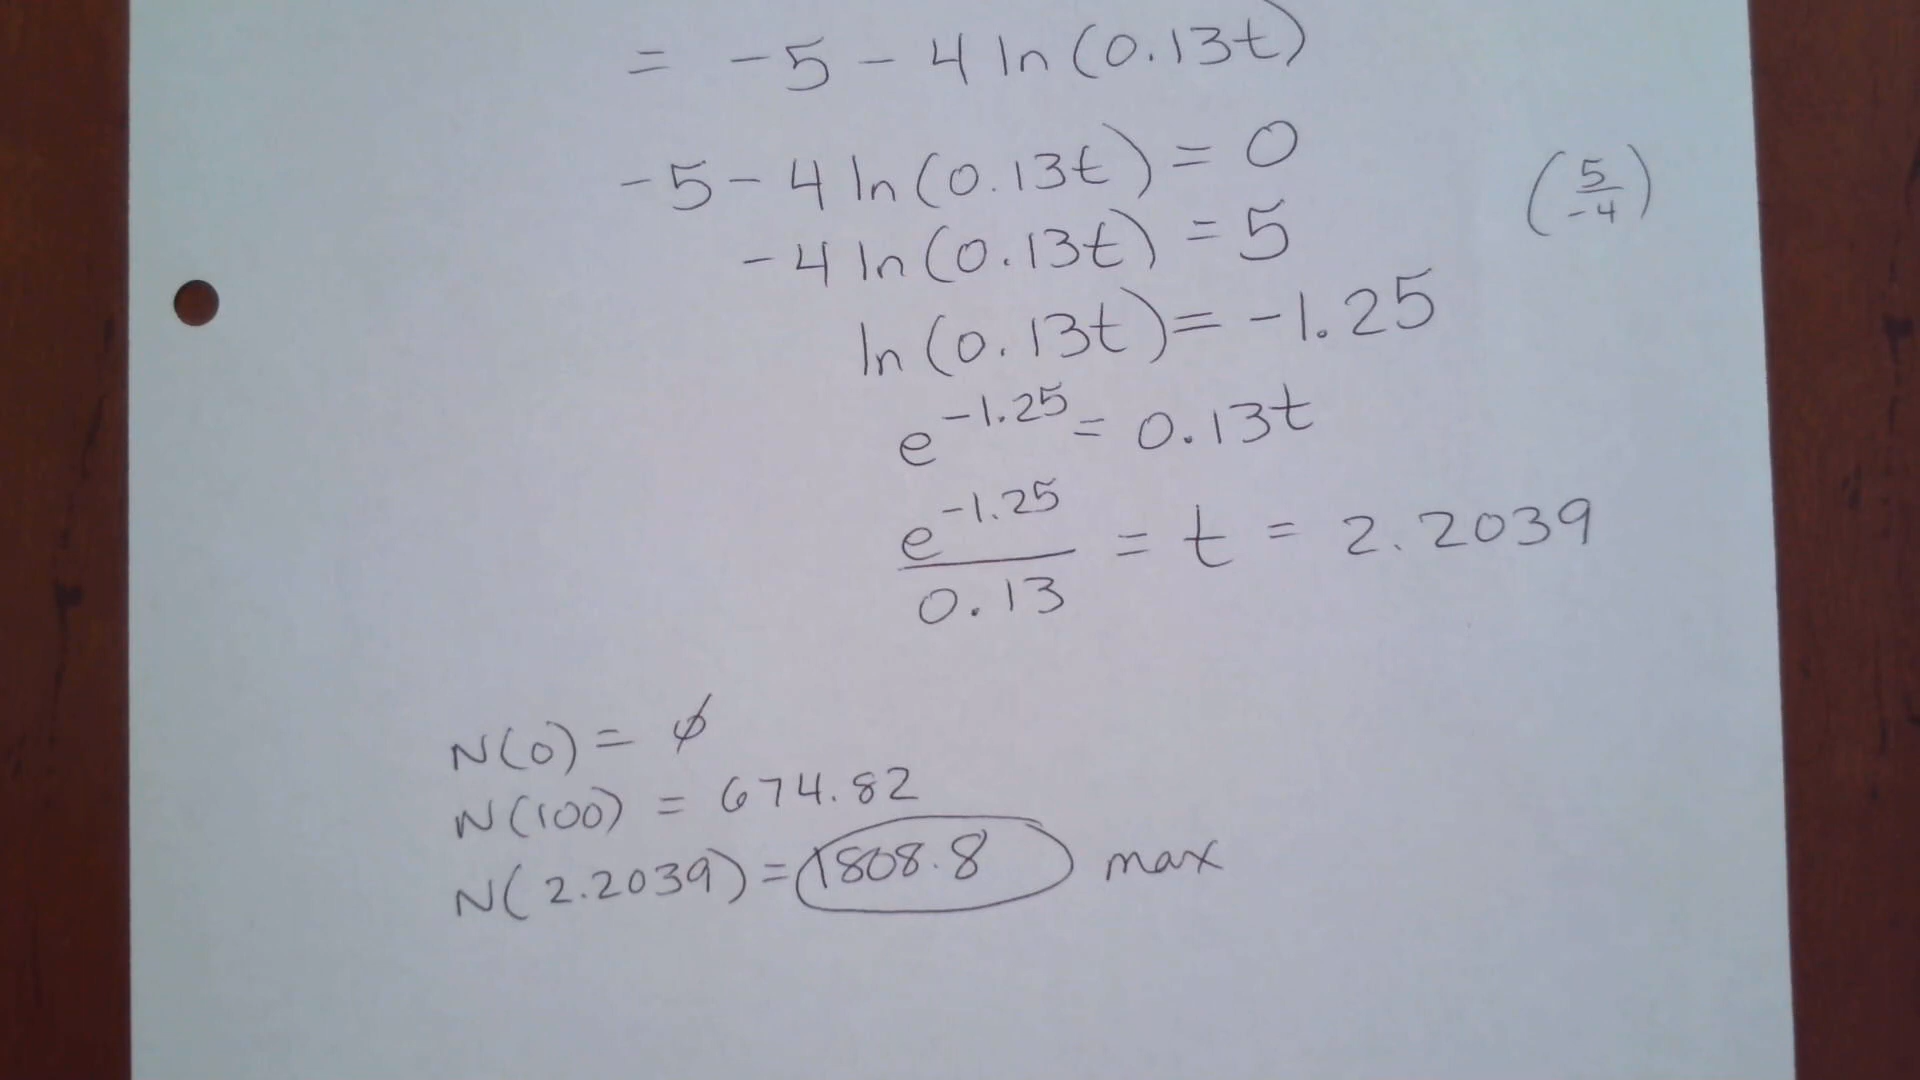 = -5 - 4 ln(0.13t)
-5 - 4 ln(0.13t) = 0
(5/-4)
-4 ln(0.13t) = 5
ln(0.13t) = -1.25
e^-1.25 = 0.13t
e^-1.25/0.13 = t = 2.2039
N(0) = ∅
N(100) = 674.82
N(2.2039) = 1808.8 max